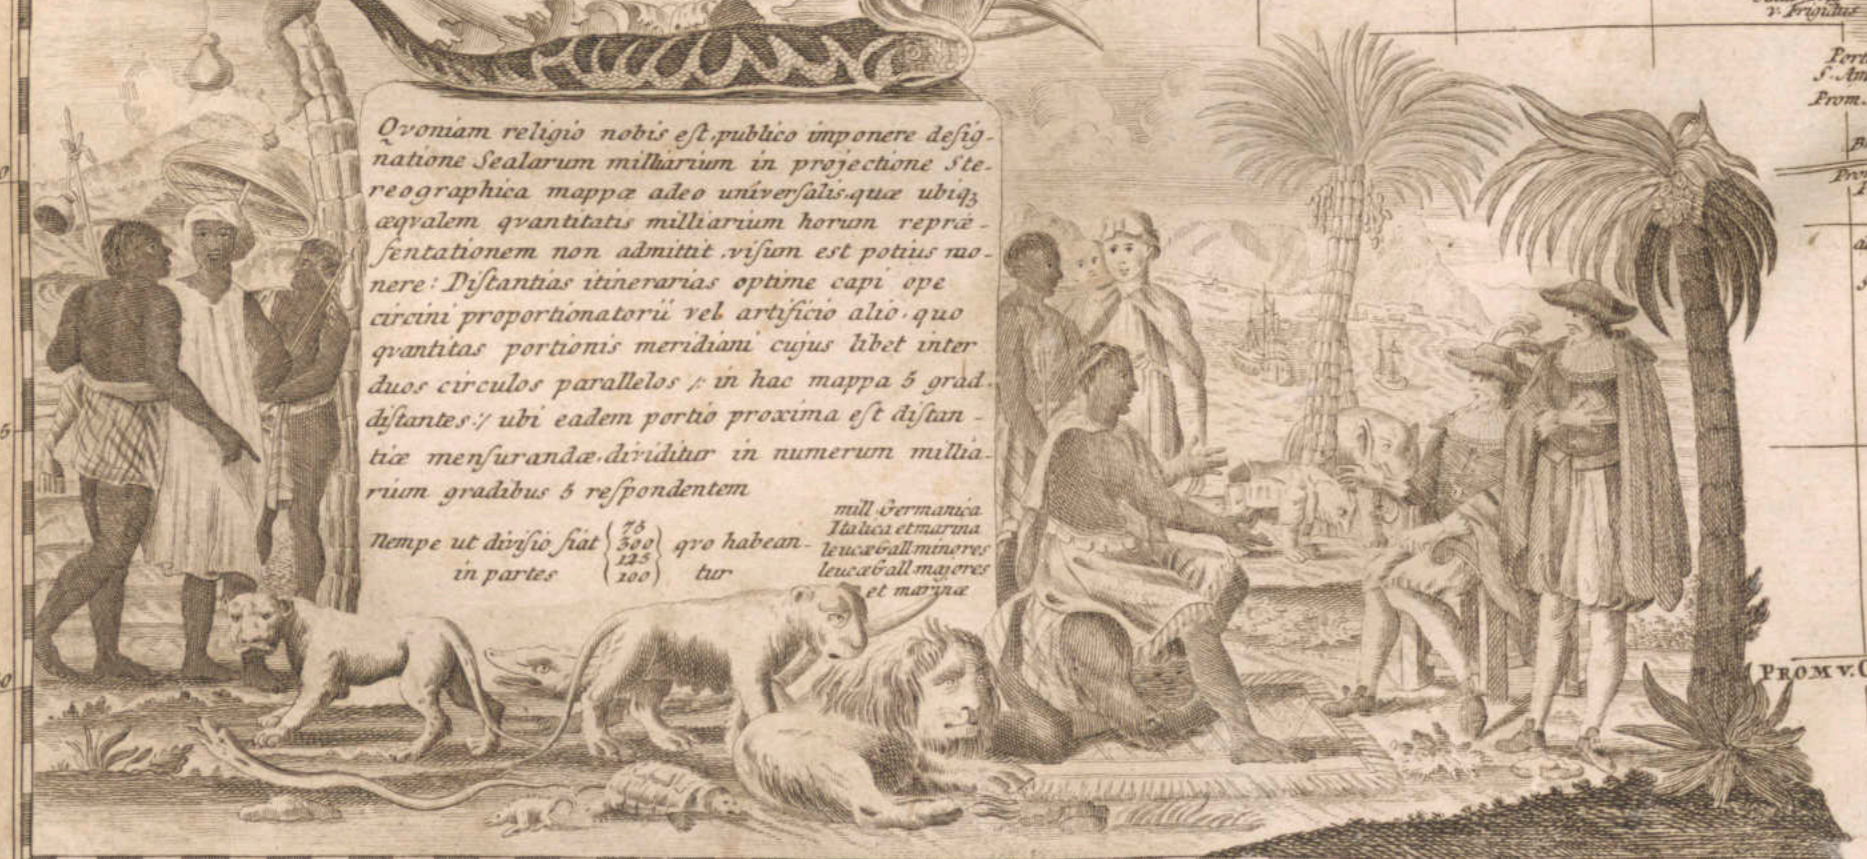 Qvoniam religio nobis est, publico imponere desig-
natione Scalarum milliarium in projectione Ste-
reographica mappæ adeo universalis, quæ ubiqꝫ
æqvalem qvantitatis milliarium horum repræ-
sentationem non admittit, visum est potius mo-
nere: Distantias itinerarias optime capi ope
circini proportionatorii vel artificio alio, quo
qvantitas portionis meridiani cujus libet inter
duos circulos parallelos /: in hac mappa 5 grad.
distantes :/ ubi eadem portio proxima est distan-
tiæ mensurandæ, dividitur in numerum millia-
rium gradibus 5 respondentem
Nempe ut divisio fiat in partes { 75 300 125 100 } qvo habean-tur
mill Germanica
Italica et marina
leucæ Gall minores
leucæ Gall majores
et marinæ
v. Frigidus
Prom.
PROM V.